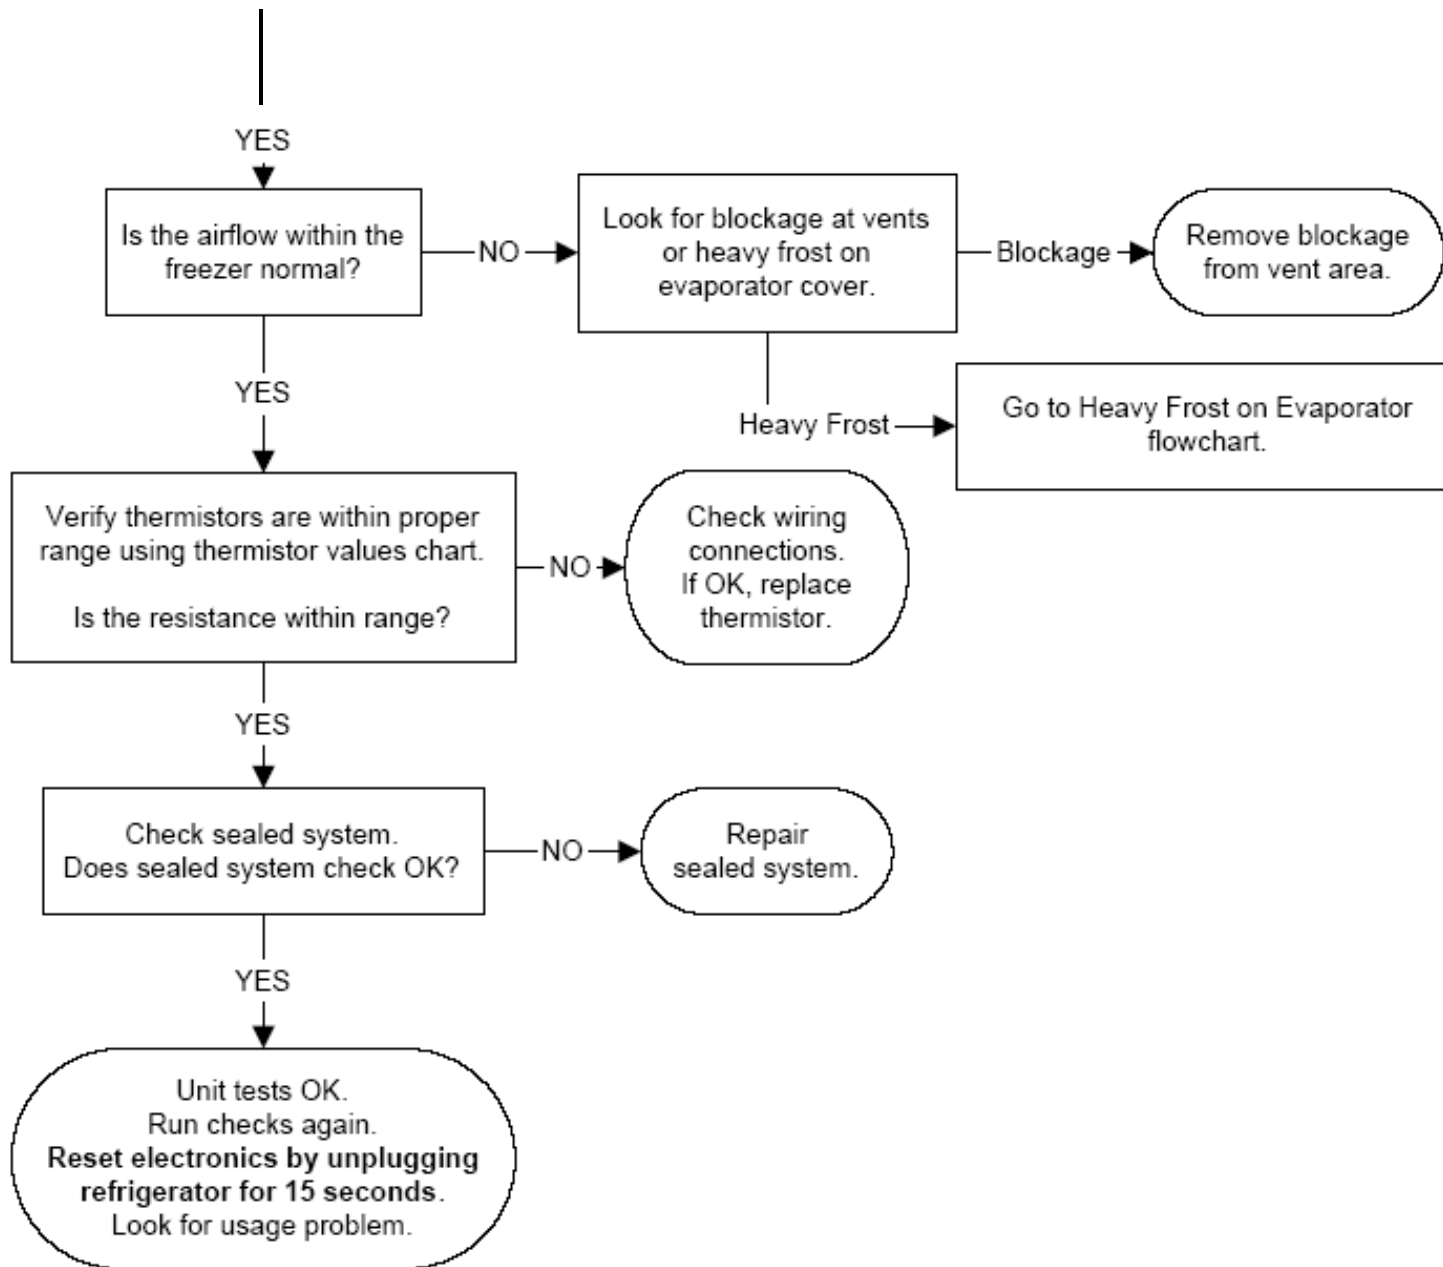 YES
Is the airflow within the
freezer normal?
NO
Look for blockage at vents
or heavy frost on
evaporator cover.
Blockage
Remove blockage
from vent area.
YES
Heavy Frost
Go to Heavy Frost on Evaporator
flowchart.
Verify thermistors are within proper
range using thermistor values chart.
Is the resistance within range?
NO
Check wiring
connections.
If OK, replace
thermistor.
YES
Check sealed system.
Does sealed system check OK?
NO
Repair
sealed system.
YES
Unit tests OK.
Run checks again.
Reset electronics by unplugging
refrigerator for 15 seconds.
Look for usage problem.